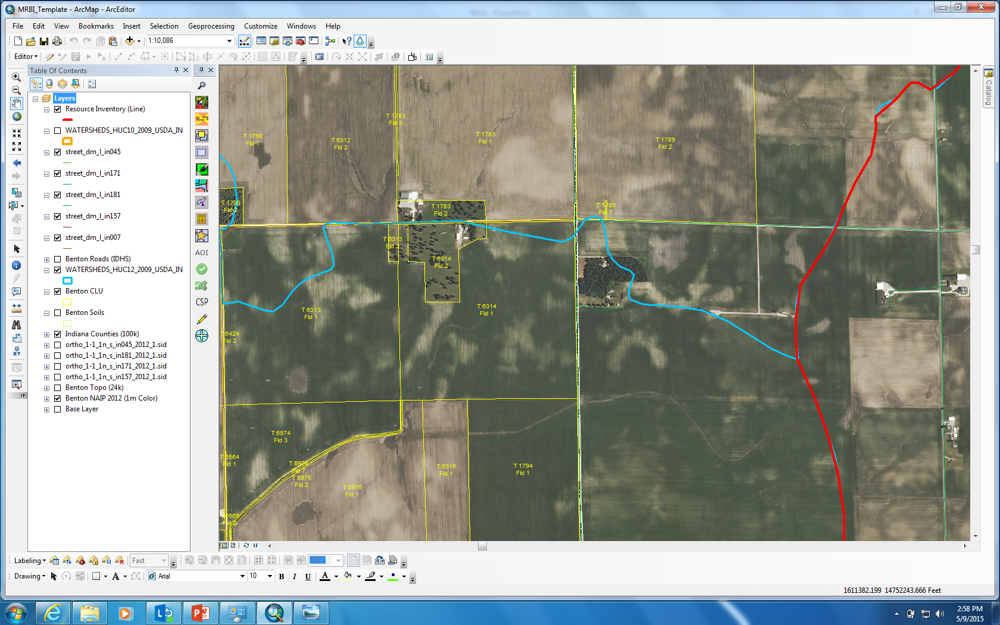 MRBI_Template - ArcMap - ArcEditor
File Edit View Bookmarks Insert Selection Geoprocessing Customize Windows Help
1:10,086
Editor
Table Of Contents
Layers
Resource Inventory (Line)
WATERSHEDS_HUC10_2009_USDA_IN
street_dm_l_in045
street_dm_l_in171
street_dm_l_in181
street_dm_l_in157
street_dm_l_in007
Benton Roads (IDHS)
WATERSHEDS_HUC12_2009_USDA_IN
Benton CLU
Benton Soils
Indiana Counties (100k)
ortho_1-1_1n_s_in045_2012_1.sid
ortho_1-1_1n_s_in181_2012_1.sid
ortho_1-1_1n_s_in171_2012_1.sid
ortho_1-1_1n_s_in157_2012_1.sid
Benton Topo (24k)
Benton NAIP 2012 (1m Color)
Base Layer
AOI
CSP
XY
Catalog
T 1783
Fld 3
T 1790
Fld 1
T 6312
Fld 2
T 1783
Fld 1
T 1789
Fld 2
T 1790
Fld 2
T 1783
Fld 2
T 1789
Fld 1
T 6313
Fld 2
T 6314
Fld 2
T 6313
Fld 1
T 6314
Fld 1
T 6424
Fld 2
T 6974
Fld 3
T 6564
Fld 1
T 6974
T 6975
Fld 2
T 6975
Fld 1
T 6316
Fld 1
T 1794
Fld 1
Labeling Fast 100%
Drawing Arial 10 B I U A
1611382.199 14752243.666 Feet
2:58 PM
5/9/2015